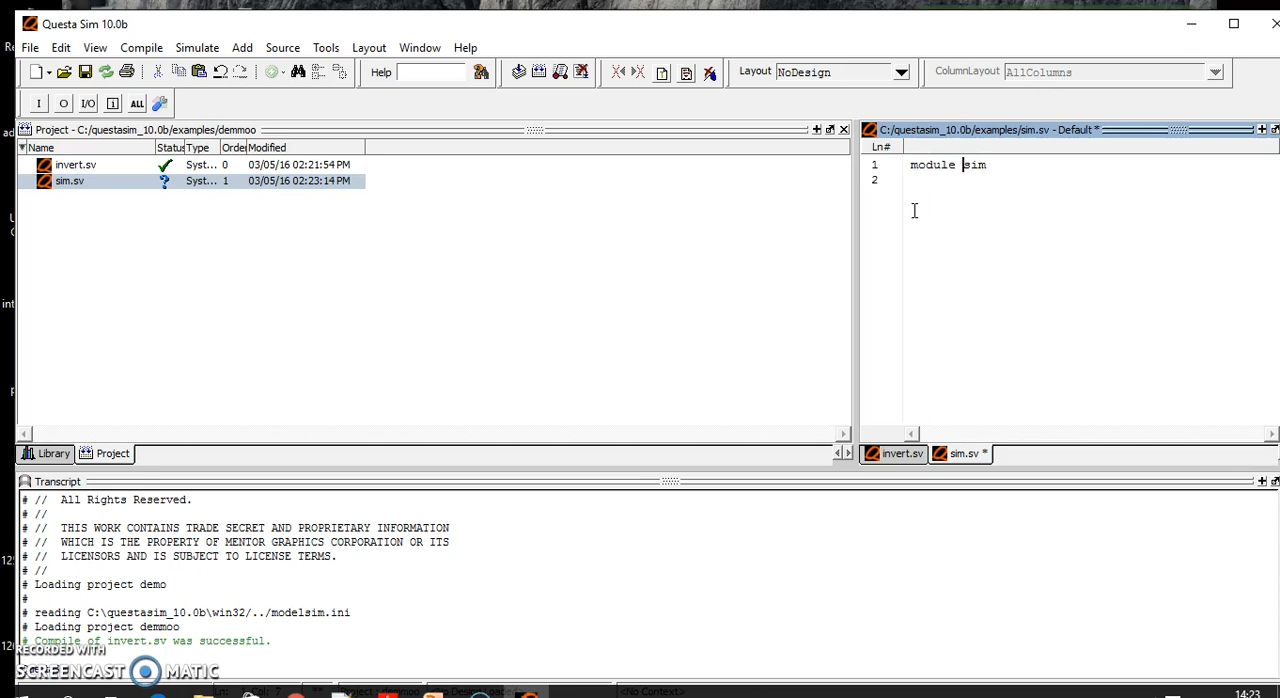 Questa Sim 10.0b
File Edit View Compile Simulate Add Source Tools Layout Window Help
Help Layout NoDesign ColumnLayout AllColumns
I O I/O ALL
Project - C:/questasim_10.0b/examples/demmoo
Name Statu Type Order Modified
invert.sv Syst... 0 03/05/16 02:21:54 PM
sim.sv ? Syst... 1 03/05/16 02:23:14 PM
C:/questasim_10.0b/examples/sim.sv - Default *
Ln#
1 module sim
2
Library Project
invert.sv sim.sv *
Transcript
# // All Rights Reserved.
# //
# // THIS WORK CONTAINS TRADE SECRET AND PROPRIETARY INFORMATION
# // WHICH IS THE PROPERTY OF MENTOR GRAPHICS CORPORATION OR ITS
# // LICENSORS AND IS SUBJECT TO LICENSE TERMS.
# //
# Loading project demo
#
# reading C:\questasim_10.0b\win32/../modelsim.ini
# Loading project demmoo
# Compile of invert.sv was successful.
RECORDED WITH
SCREENCAST MATIC
<No Context>
14:23